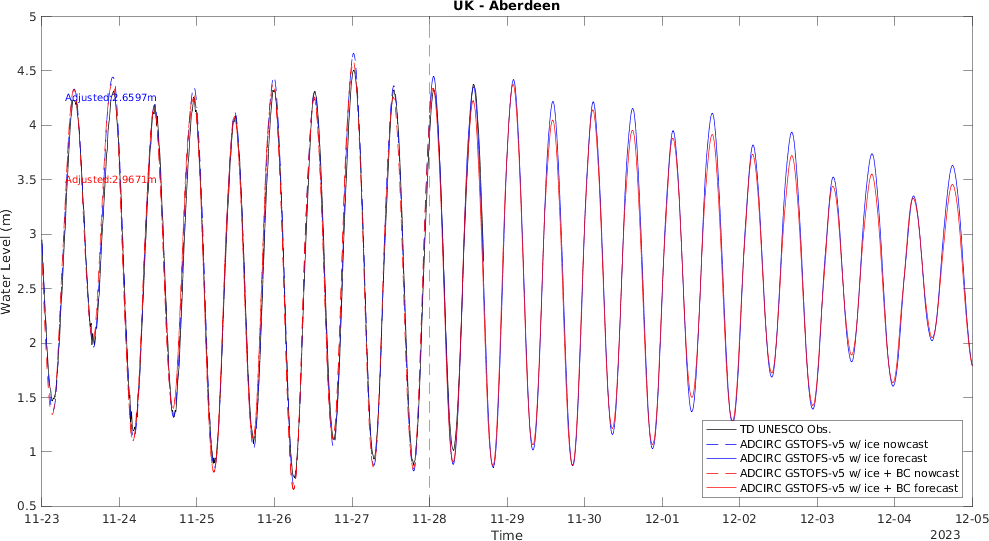 UK - Aberdeen
5
4.5
4
3.5
3
2.5
2
1.5
1
0.5
Water Level (m)
Adjusted:2.6597m
Adjusted:2.9671m
TD UNESCO Obs.
ADCIRC GSTOFS-v5 w/ ice nowcast
ADCIRC GSTOFS-v5 w/ ice forecast
ADCIRC GSTOFS-v5 w/ ice + BC nowcast
ADCIRC GSTOFS-v5 w/ ice + BC forecast
11-23 11-24 11-25 11-26 11-27 11-28 11-29 11-30 12-01 12-02 12-03 12-04 12-05
Time
2023